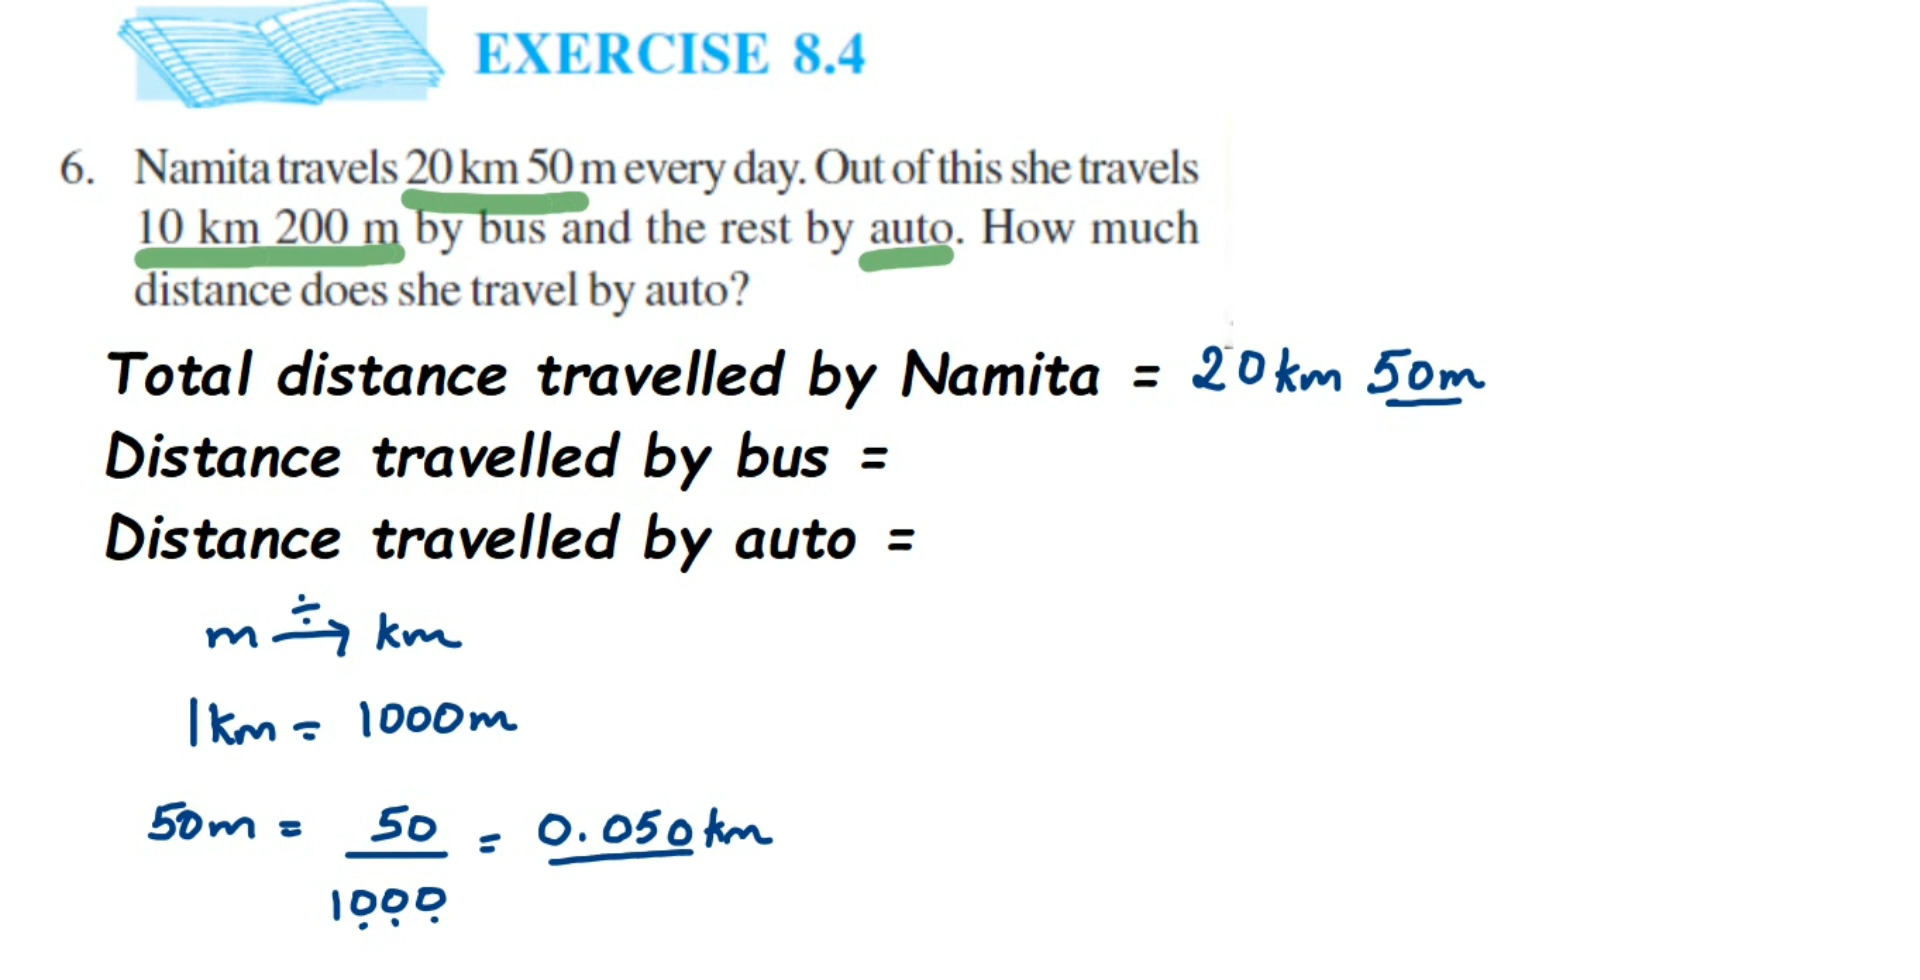 EXERCISE 8.4
6. Namita travels 20 km 50 m every day. Out of this she travels
10 km 200 m by bus and the rest by auto. How much
distance does she travel by auto?
Total distance travelled by Namita = 20km 50m
Distance travelled by bus =
Distance travelled by auto =
m ÷→ km
1km = 1000m
50m = 50/1000 = 0.050km